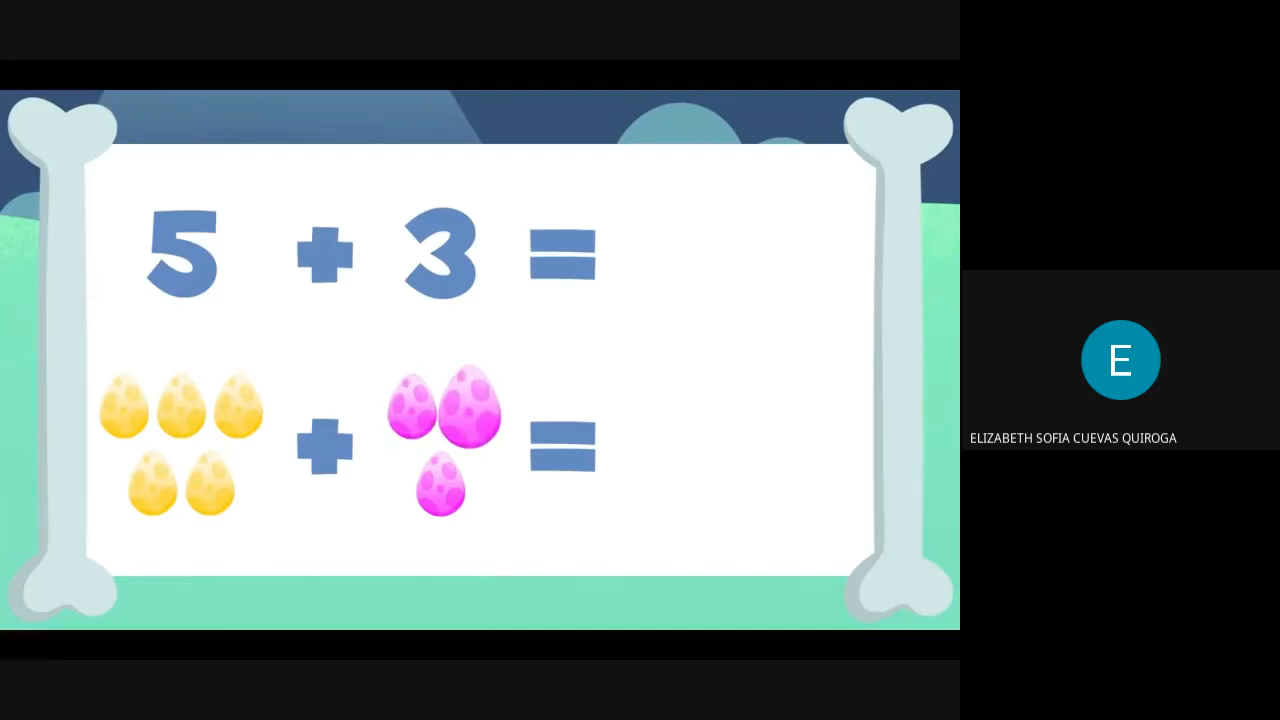 5 + 3 =
+ =
E
ELIZABETH SOFIA CUEVAS QUIROGA